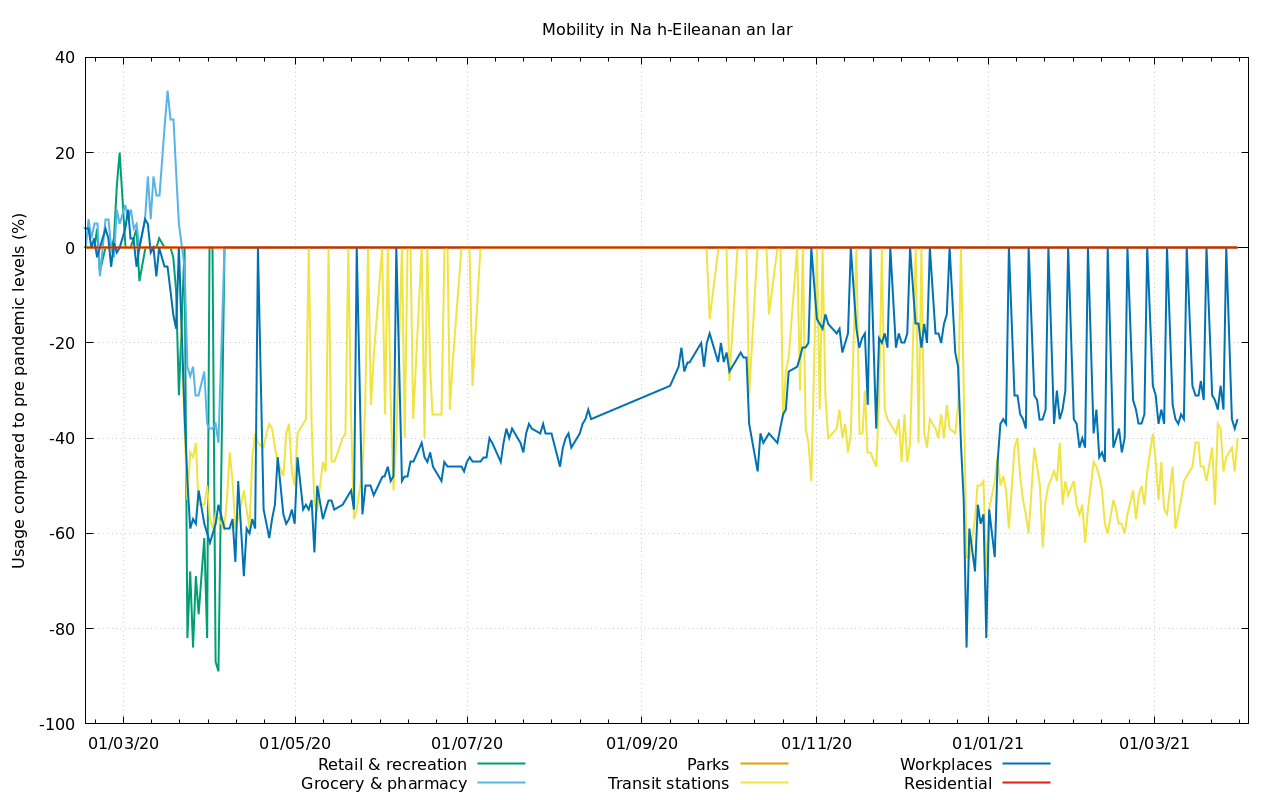 Mobility in Na h-Eileanan an Iar
Usage compared to pre pandemic levels (%)
40
20
0
-20
-40
-60
-80
-100
01/03/20 01/05/20 01/07/20 01/09/20 01/11/20 01/01/21 01/03/21
Retail & recreation Parks Workplaces
Grocery & pharmacy Transit stations Residential